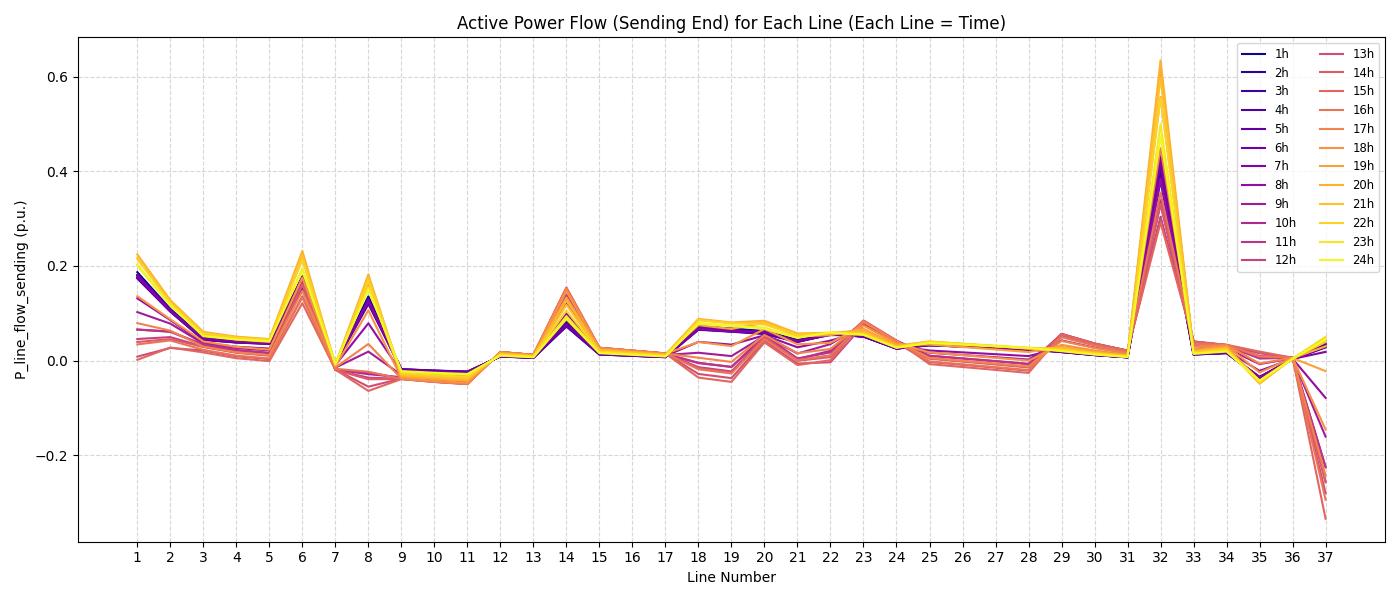 Active Power Flow (Sending End) for Each Line (Each Line = Time)
P_line_flow_sending (p.u.)
0.6
0.4
0.2
0.0
−0.2
1h
2h
3h
4h
5h
6h
7h
8h
9h
10h
11h
12h
13h
14h
15h
16h
17h
18h
19h
20h
21h
22h
23h
24h
1 2 3 4 5 6 7 8 9 10 11 12 13 14 15 16 17 18 19 20 21 22 23 24 25 26 27 28 29 30 31 32 33 34 35 36 37
Line Number